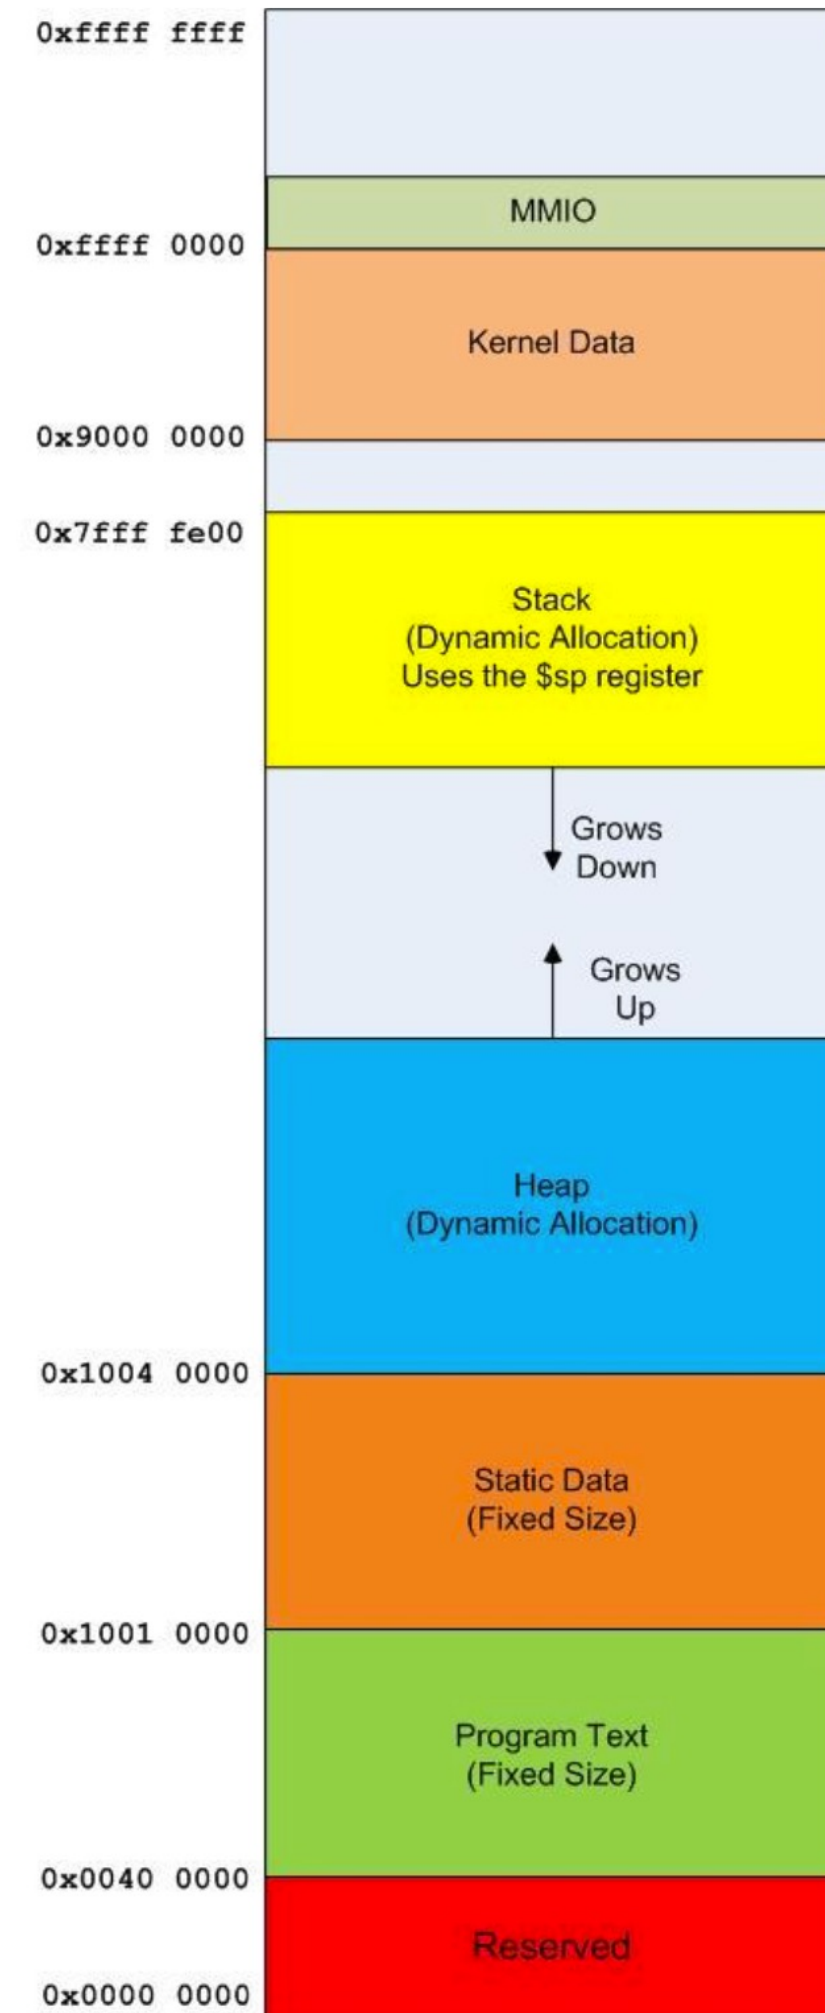 0xffff ffff
MMIO
0xffff 0000
Kernel Data
0x9000 0000
0x7fff fe00
Stack
(Dynamic Allocation)
Uses the $sp register
Grows
Down
Grows
Up
Heap
(Dynamic Allocation)
0x1004 0000
Static Data
(Fixed Size)
0x1001 0000
Program Text
(Fixed Size)
0x0040 0000
Reserved
0x0000 0000